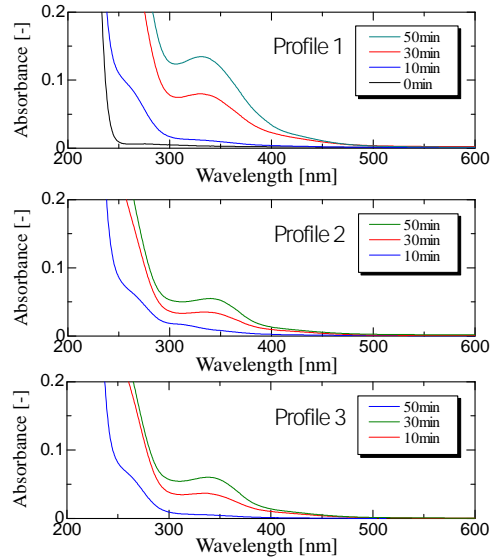 0.2
0.1
0
Absorbance [-]
Profile 1
50min
30min
10min
0min
200 300 400 500 600
Wavelength [nm]
0.2
0.1
0
Absorbance [-]
Profile 2
50min
30min
10min
200 300 400 500 600
Wavelength [nm]
0.2
0.1
0
Absorbance [-]
Profile 3
50min
30min
10min
200 300 400 500 600
Wavelength [nm]